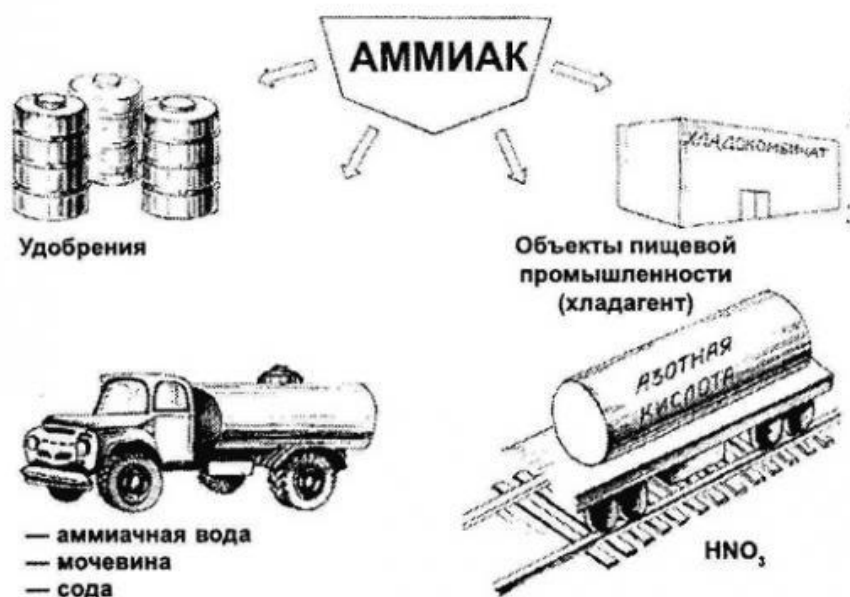 АММИАК
Удобрения
ХЛАДОКОМБИНАТ
Объекты пищевой
промышленности
(хладагент)
— аммиачная вода
— мочевина
— сода
АЗОТНАЯ
КИСЛОТА
HNO₃